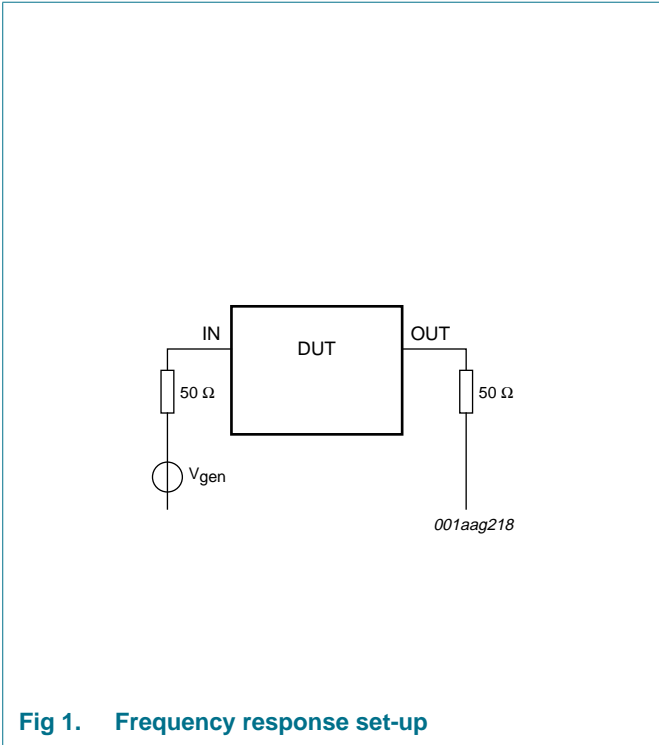 IN
DUT
OUT
50 Ω
50 Ω
Vgen
001aag218
Fig 1. Frequency response set-up